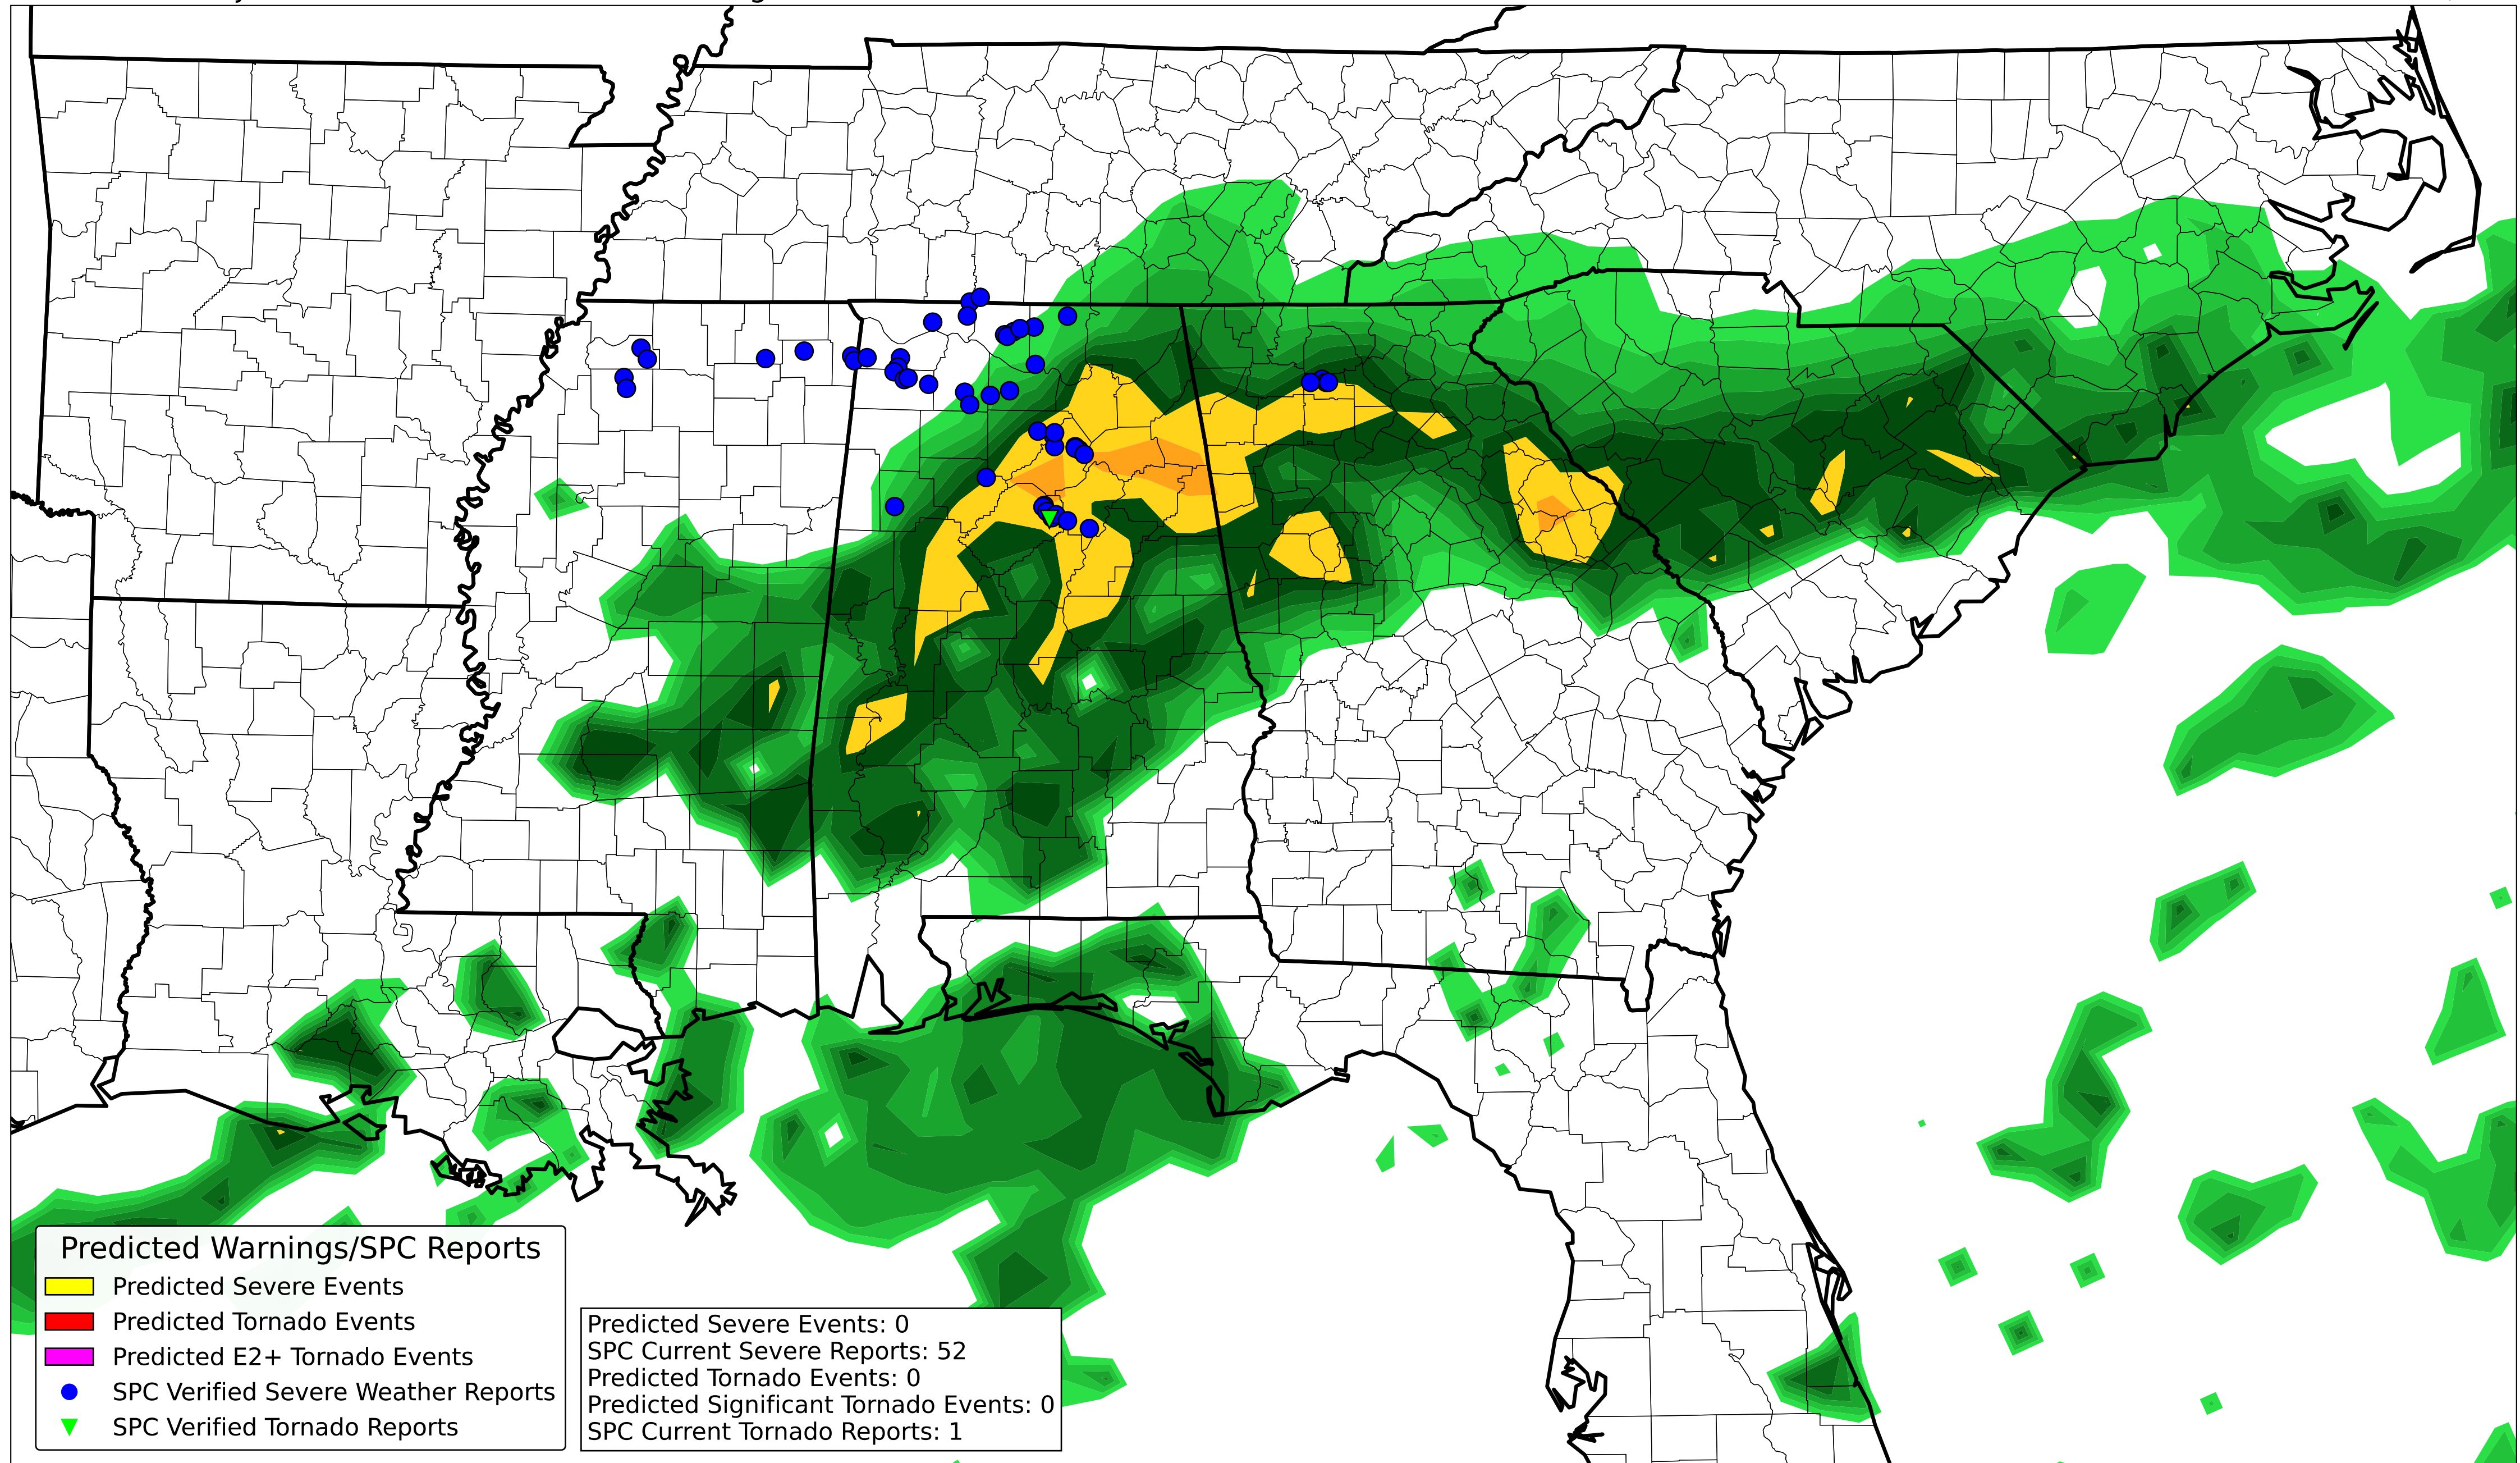 Predicted Warnings/SPC Reports
Predicted Severe Events
Predicted Tornado Events
Predicted E2+ Tornado Events
SPC Verified Severe Weather Reports
SPC Verified Tornado Reports
Predicted Severe Events: 0
SPC Current Severe Reports: 52
Predicted Tornado Events: 0
Predicted Significant Tornado Events: 0
SPC Current Tornado Reports: 1